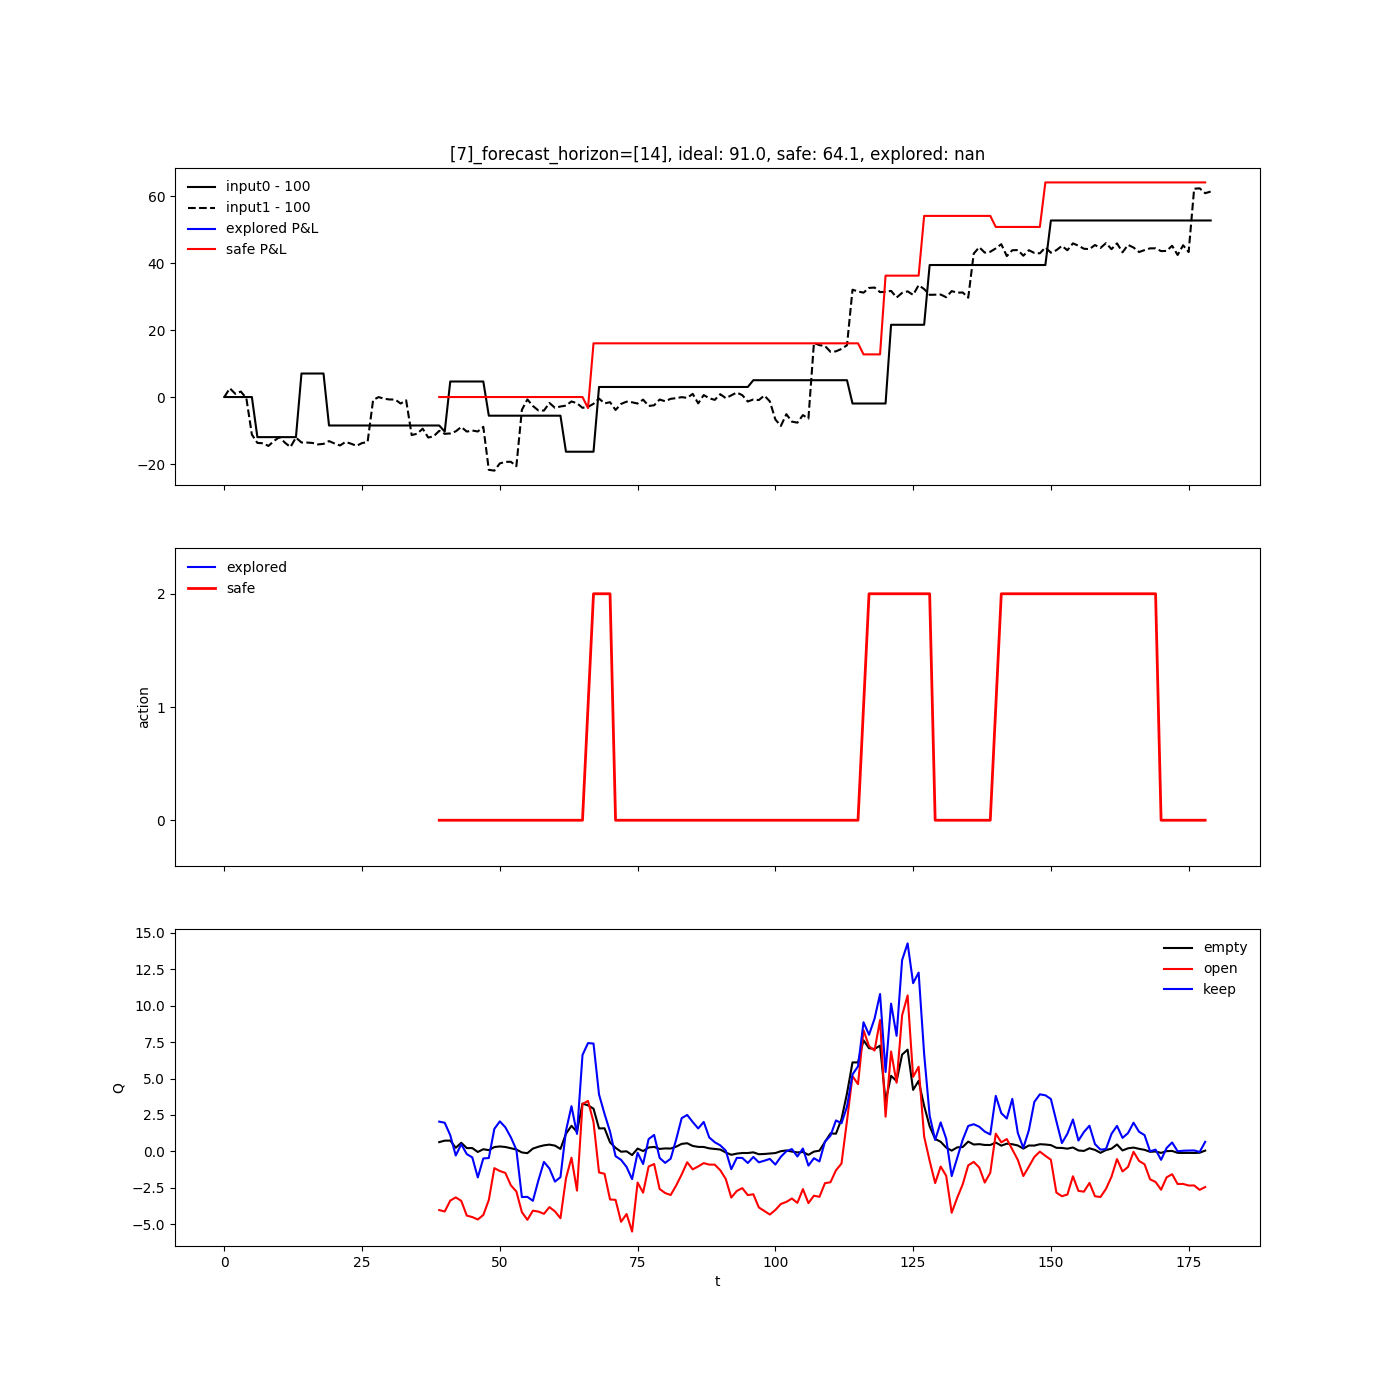 [7]_forecast_horizon=[14], ideal: 91.0, safe: 64.1, explored: nan
input0 - 100
input1 - 100
explored P&L
safe P&L
60
40
20
0
−20
explored
safe
2
1
0
action
empty
open
keep
15.0
12.5
10.0
7.5
5.0
2.5
0.0
−2.5
−5.0
Q
0 25 50 75 100 125 150 175
t